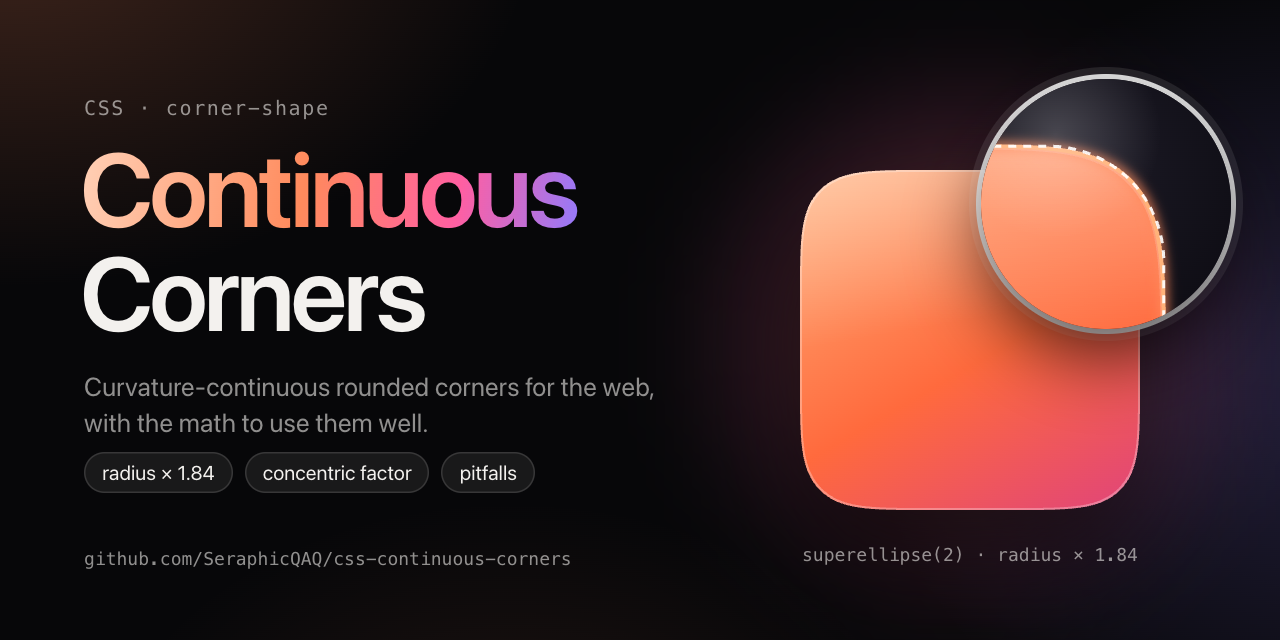 CSS · corner-shape
Continuous
Corners
Curvature-continuous rounded corners for the web,
with the math to use them well.
radius × 1.84
concentric factor
pitfalls
github.com/SeraphicQAQ/css-continuous-corners
superellipse(2) · radius × 1.84